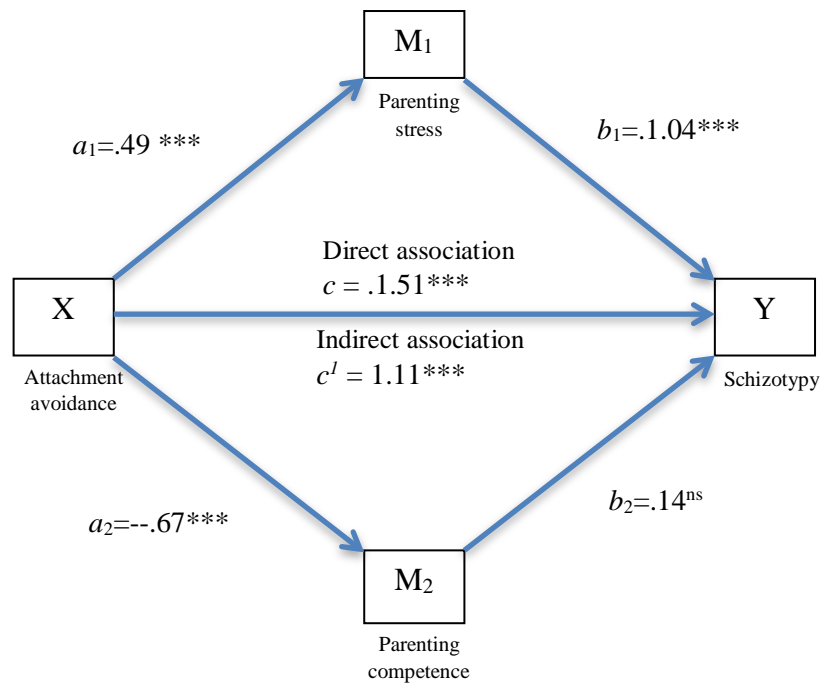 M1
Parenting
stress
a1=.49 ***
b1=.1.04***
Direct association
c = .1.51***
X
Y
Indirect association
c1 = 1.11***
Attachment
avoidance
Schizotypy
a2=--.67***
b2=.14ns
M2
Parenting
competence